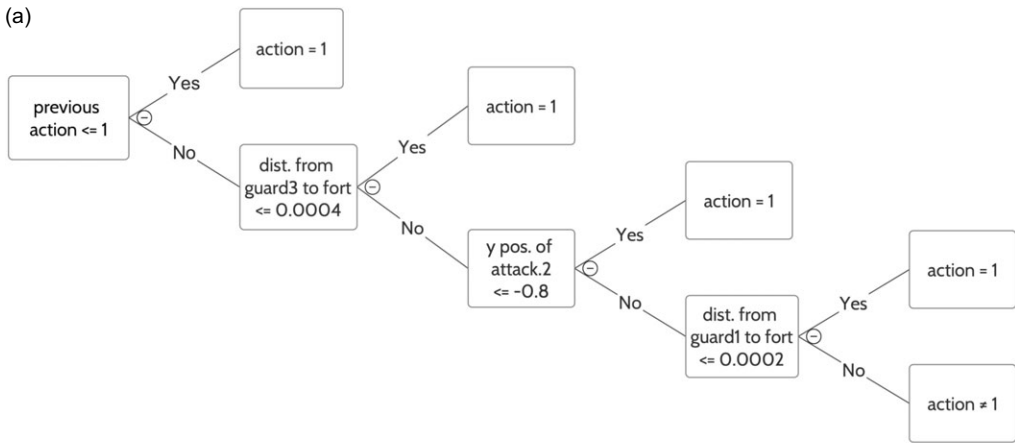 (a)
previous
action <= 1
Yes
action = 1
No
dist. from
guard3 to fort
<= 0.0004
Yes
action = 1
No
y pos. of
attack.2
<= -0.8
Yes
action = 1
No
dist. from
guard1 to fort
<= 0.0002
Yes
action = 1
No
action ≠ 1